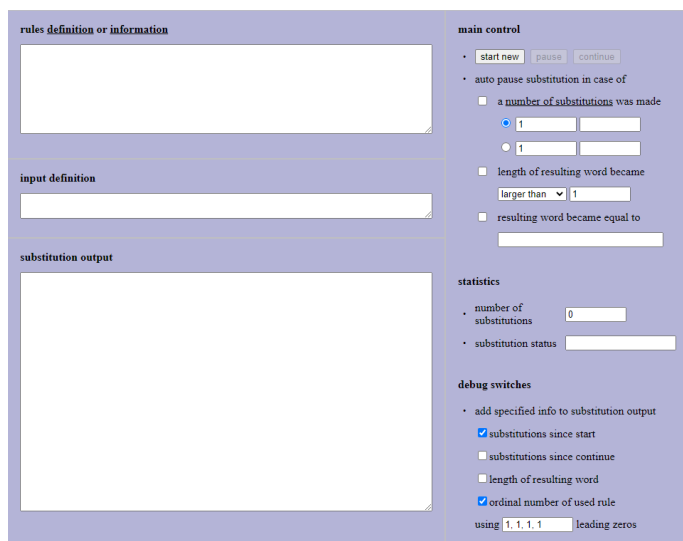 rules definition or information
input definition
substitution output
main control
• start new pause continue
• auto pause substitution in case of
a number of substitutions was made
1
1
length of resulting word became
larger than 1
resulting word became equal to
statistics
• number of
substitutions 0
• substitution status
debug switches
• add specified info to substitution output
substitutions since start
substitutions since continue
length of resulting word
ordinal number of used rule
using 1, 1, 1, 1 leading zeros